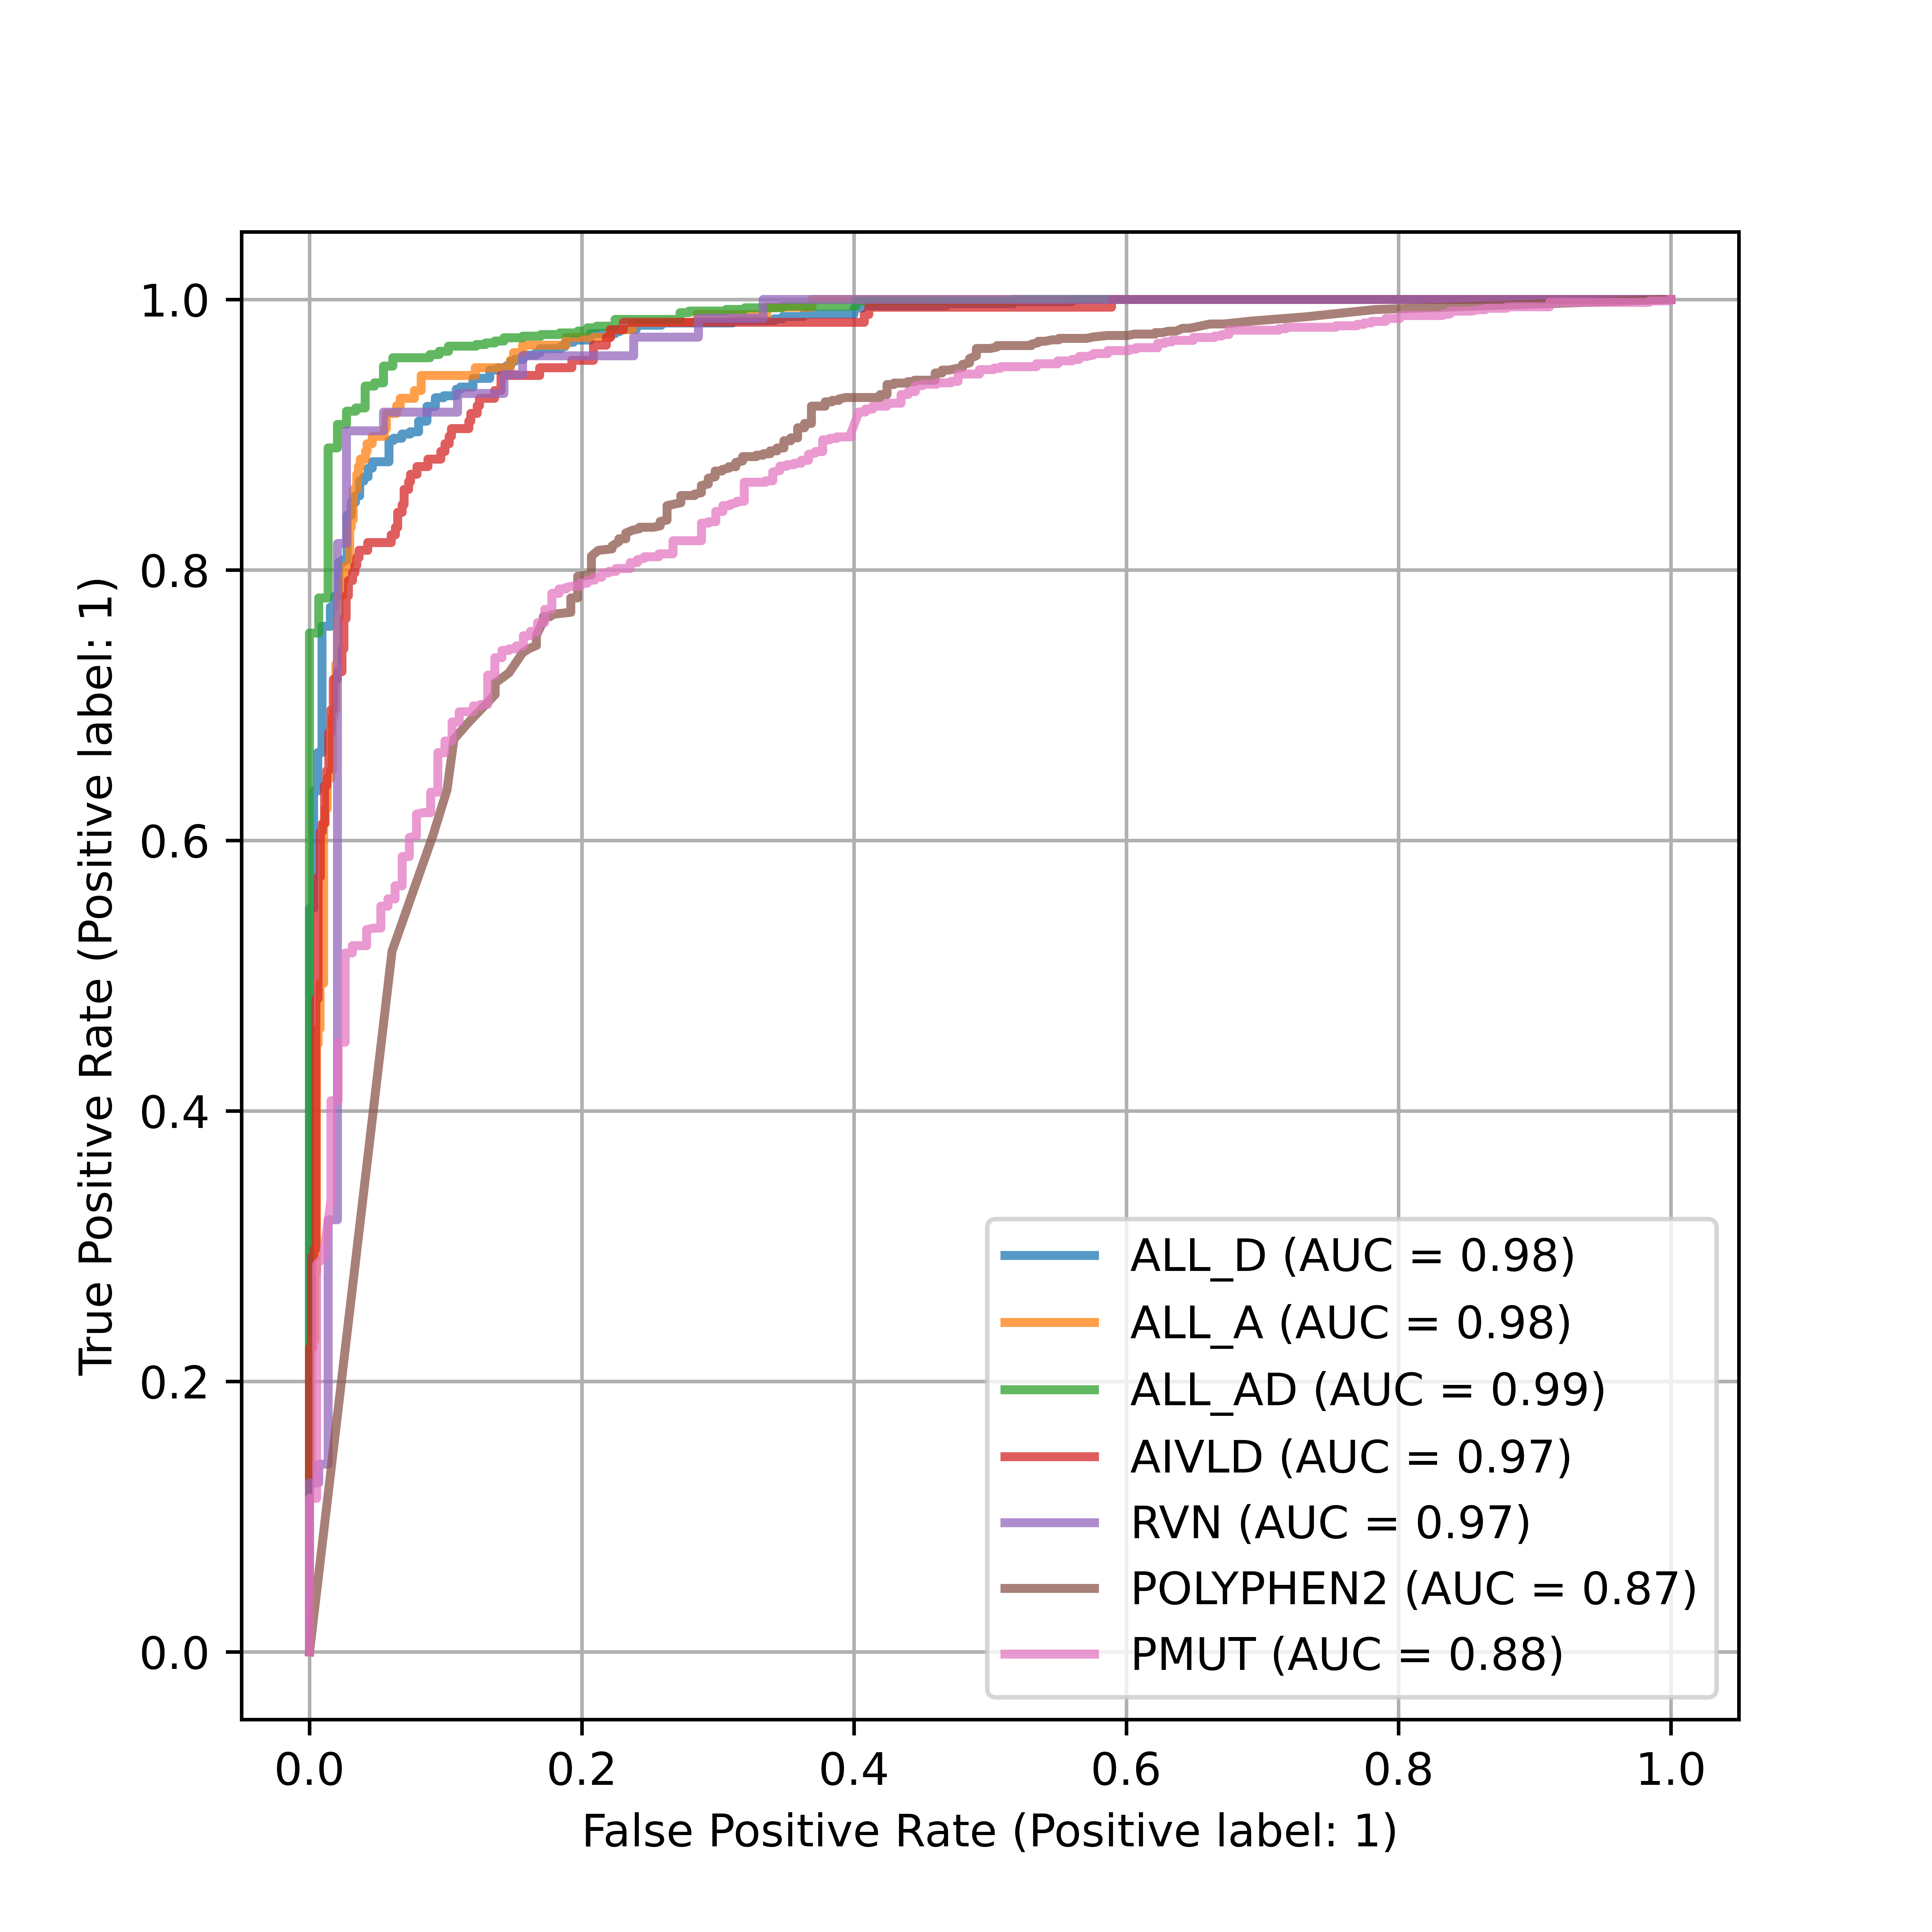 1.0
0.8
0.6
0.4
0.2
0.0
True Positive Rate (Positive label: 1)
ALL_D (AUC = 0.98)
ALL_A (AUC = 0.98)
ALL_AD (AUC = 0.99)
AIVLD (AUC = 0.97)
RVN (AUC = 0.97)
POLYPHEN2 (AUC = 0.87)
PMUT (AUC = 0.88)
0.0 0.2 0.4 0.6 0.8 1.0
False Positive Rate (Positive label: 1)